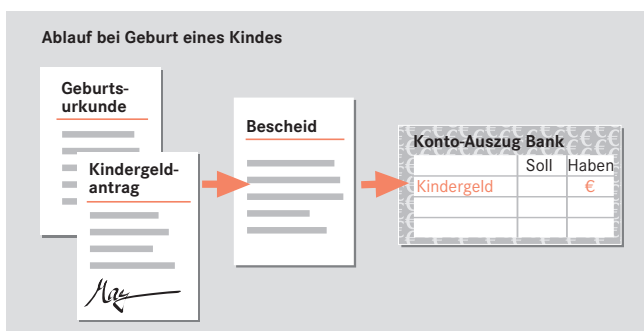 Ablauf bei Geburt eines Kindes
Geburts-
urkunde
Kindergeld-
antrag
Bescheid
Konto-Auszug Bank
Soll Haben
Kindergeld €